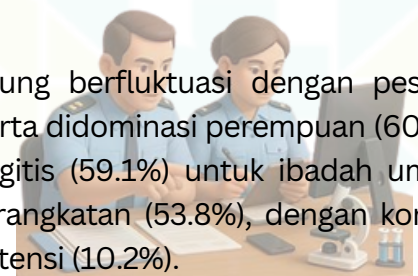 ung berfluktuasi dengan pes
rta didominasi perempuan (60
gitis (59.1%) untuk ibadah un
rangkatan (53.8%), dengan kor
tensi (10.2%).